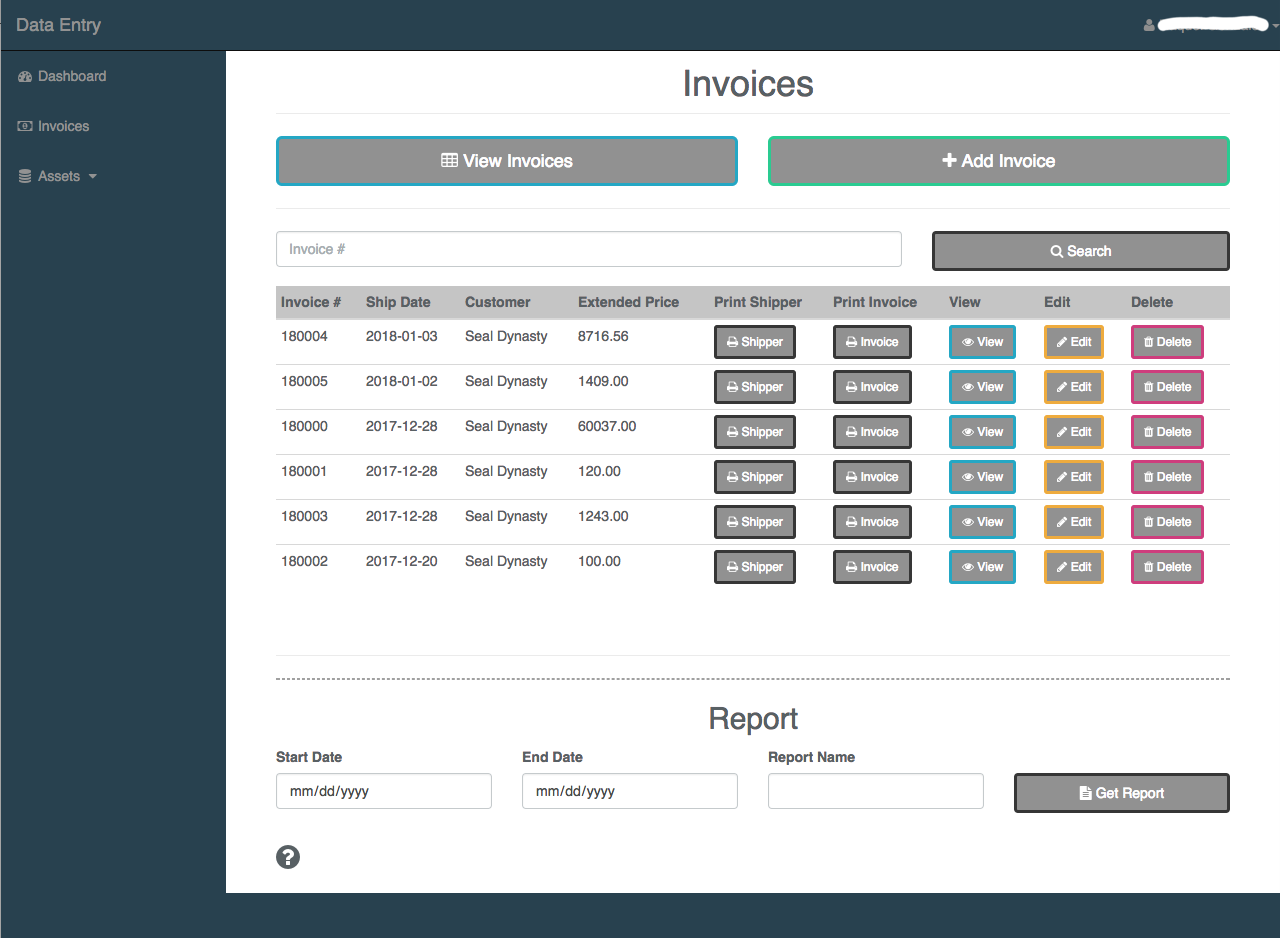 Data Entry
Dashboard
Invoices
Assets
Invoices
View Invoices Add Invoice
Invoice # Search
Invoice # Ship Date Customer Extended Price Print Shipper Print Invoice View Edit Delete
180004 2018-01-03 Seal Dynasty 8716.56 Shipper Invoice View Edit Delete
180005 2018-01-02 Seal Dynasty 1409.00 Shipper Invoice View Edit Delete
180000 2017-12-28 Seal Dynasty 60037.00 Shipper Invoice View Edit Delete
180001 2017-12-28 Seal Dynasty 120.00 Shipper Invoice View Edit Delete
180003 2017-12-28 Seal Dynasty 1243.00 Shipper Invoice View Edit Delete
180002 2017-12-20 Seal Dynasty 100.00 Shipper Invoice View Edit Delete
Report
Start Date End Date Report Name
mm/dd/yyyy mm/dd/yyyy Get Report
?